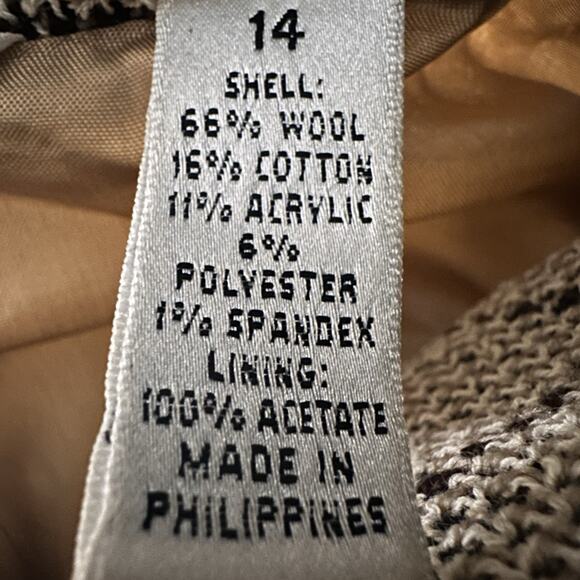 14
SHELL:
66% WOOL
16% COTTON
11% ACRYLIC
6%
POLYESTER
1% SPANDEX
LINING:
100% ACETATE
MADE IN
PHILIPPINES